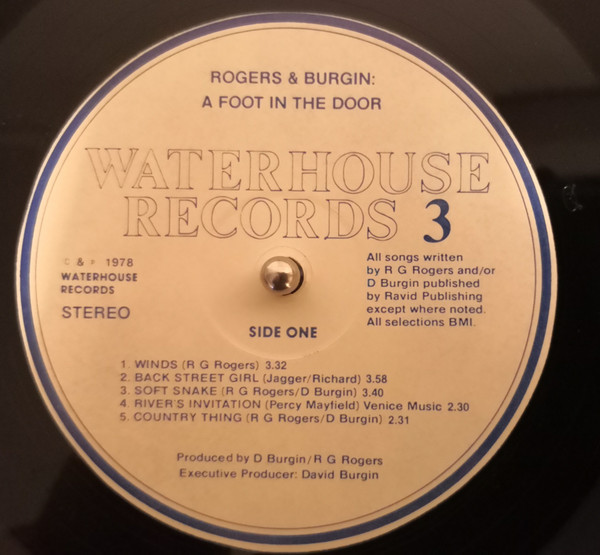 ROGERS & BURGIN:
A FOOT IN THE DOOR
WATERHOUSE
RECORDS 3
C & P 1978
WATERHOUSE
RECORDS
STEREO
All songs written
by R G Rogers and/or
D Burgin published
by Ravid Publishing
except where noted.
All selections BMI.
SIDE ONE
1. WINDS (R G Rogers) 3.32
2. BACK STREET GIRL (Jagger/Richard) 3.58
3. SOFT SNAKE (R G Rogers/D Burgin) 3.40
4. RIVER'S INVITATION (Percy Mayfield) Venice Music 2.30
5. COUNTRY THING (R G Rogers/D Burgin) 2.31
Produced by D Burgin/R G Rogers
Executive Producer: David Burgin